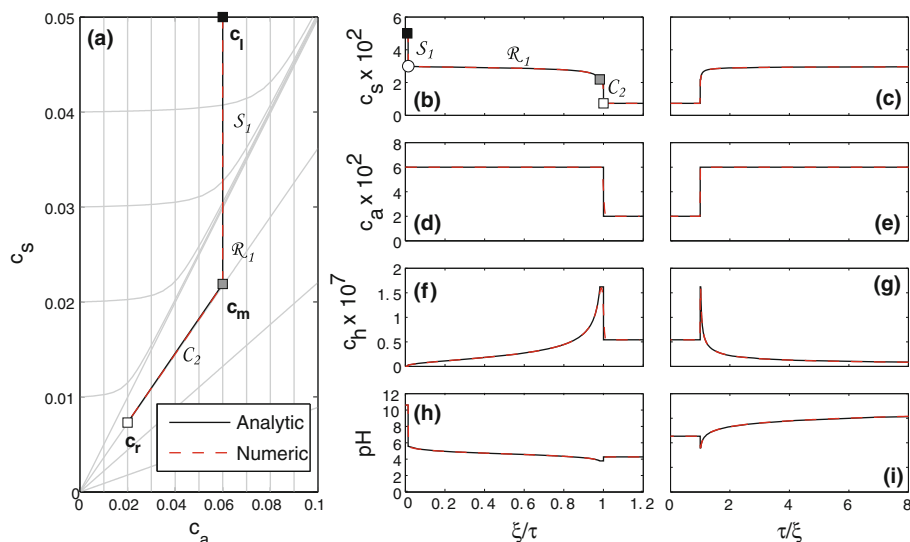 (a)
0.05
0.04
0.03
0.02
0.01
0
c_s
c_l
S_1
R_1
c_m
C_2
c_r
Analytic
Numeric
0 0.02 0.04 0.06 0.08 0.1
c_a
6
4
2
0
c_s x 10^2
S_1
R_1
C_2
(b)
(c)
8
6
4
2
0
c_a x 10^2
(d)
(e)
2
1.5
1
0.5
0
c_h x 10^7
(f)
(g)
12
10
8
6
4
2
0
pH
(h)
(i)
0 0.2 0.4 0.6 0.8 1 1.2
ξ/τ
2 4 6 8
τ/ξ